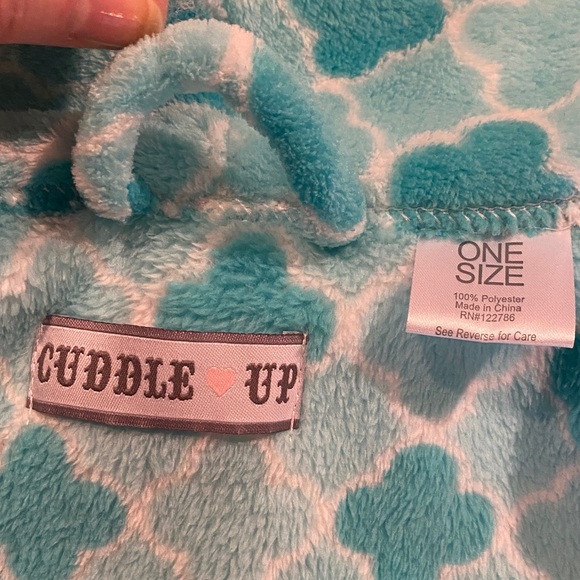 CUDDLE UP
ONE
SIZE
100% Polyester
Made in China
RN#122786
See Reverse for Care